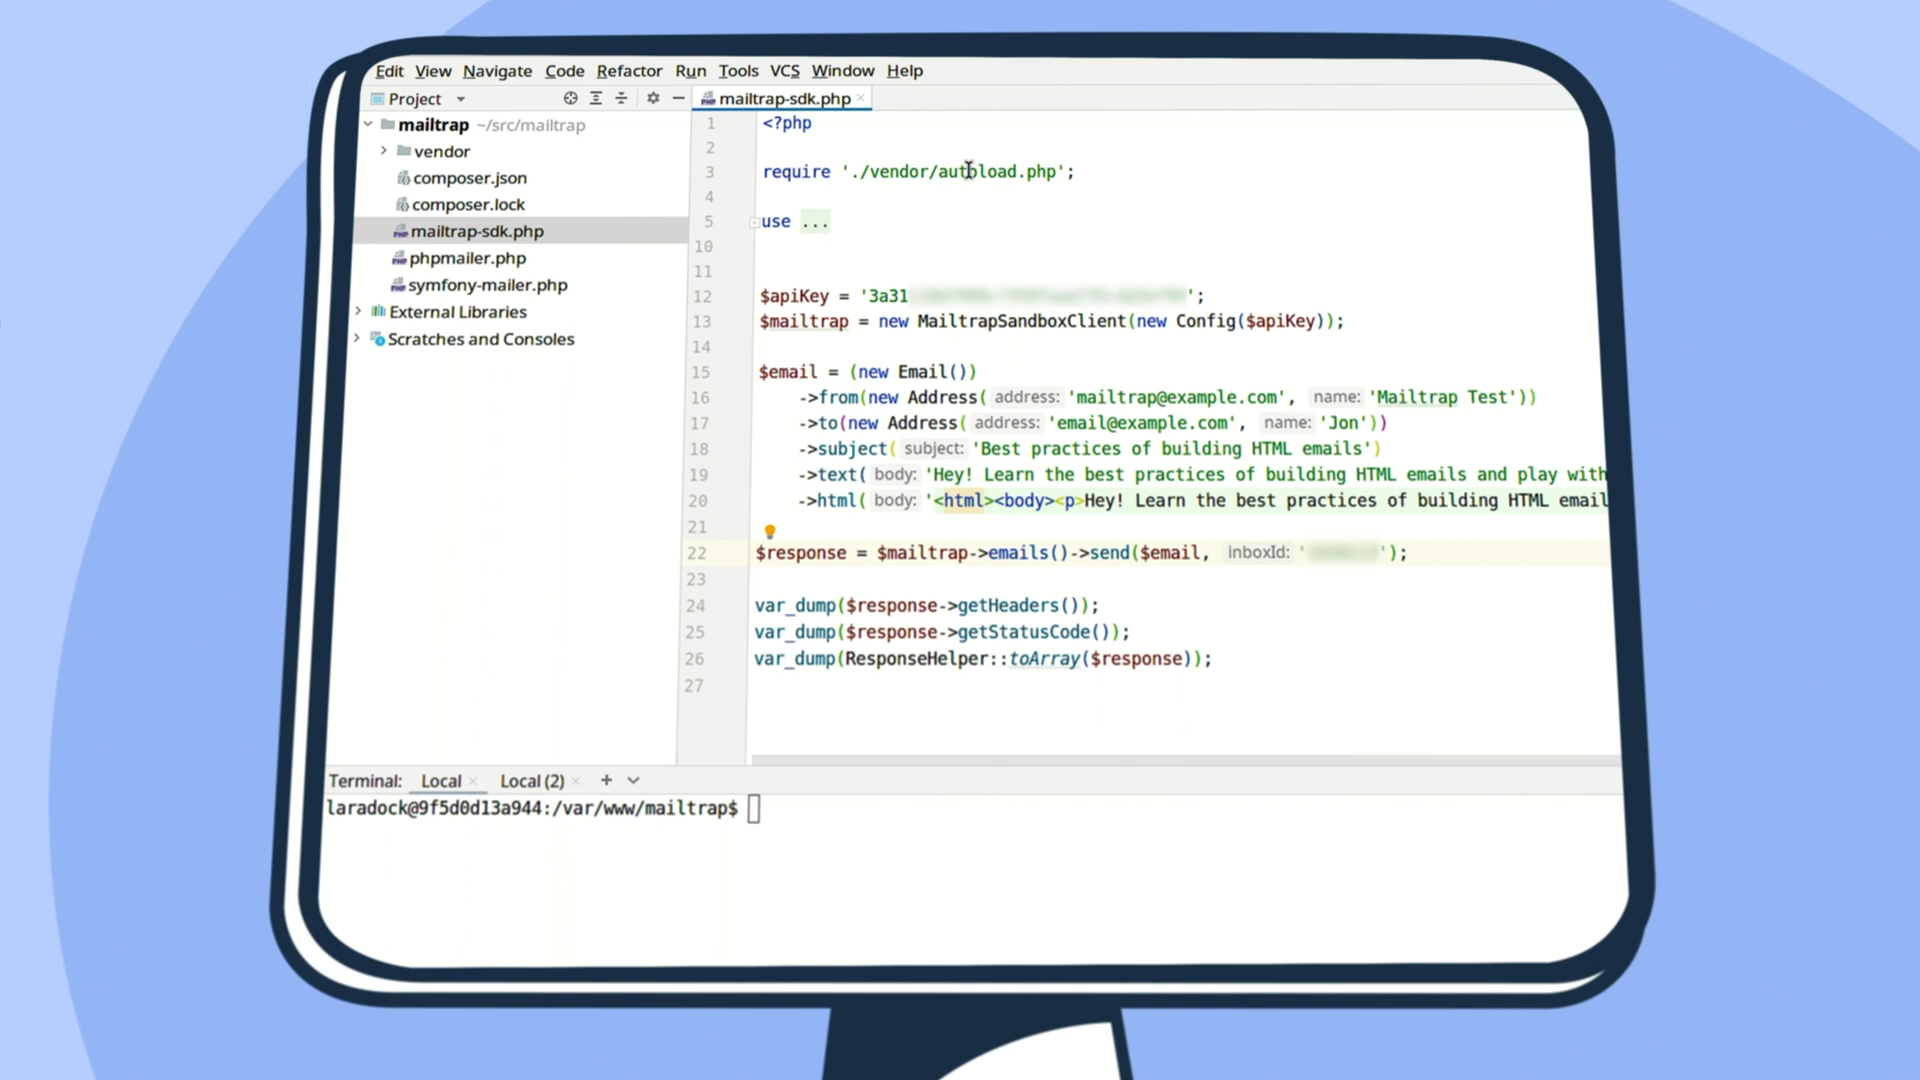 Edit View Navigate Code Refactor Run Tools VCS Window Help
Project
mailtrap-sdk.php
mailtrap ~/src/mailtrap
vendor
composer.json
composer.lock
mailtrap-sdk.php
phpmailer.php
symfony-mailer.php
External Libraries
Scratches and Consoles
1 <?php
2
3 require './vendor/autoload.php';
4
5 use ...
10
11
12 $apiKey = '3a31 ';
13 $mailtrap = new MailtrapSandboxClient(new Config($apiKey));
14
15 $email = (new Email())
16 ->from(new Address( address: 'mailtrap@example.com', name: 'Mailtrap Test'))
17 ->to(new Address( address: 'email@example.com', name: 'Jon'))
18 ->subject( subject: 'Best practices of building HTML emails')
19 ->text( body: 'Hey! Learn the best practices of building HTML emails and play with
20 ->html( body: '<html><body><p>Hey! Learn the best practices of building HTML email
21
22 $response = $mailtrap->emails()->send($email, inboxId: ' ');
23
24 var_dump($response->getHeaders());
25 var_dump($response->getStatusCode());
26 var_dump(ResponseHelper::toArray($response));
27
Terminal: Local Local (2)
laradock@9f5d0d13a944:/var/www/mailtrap$